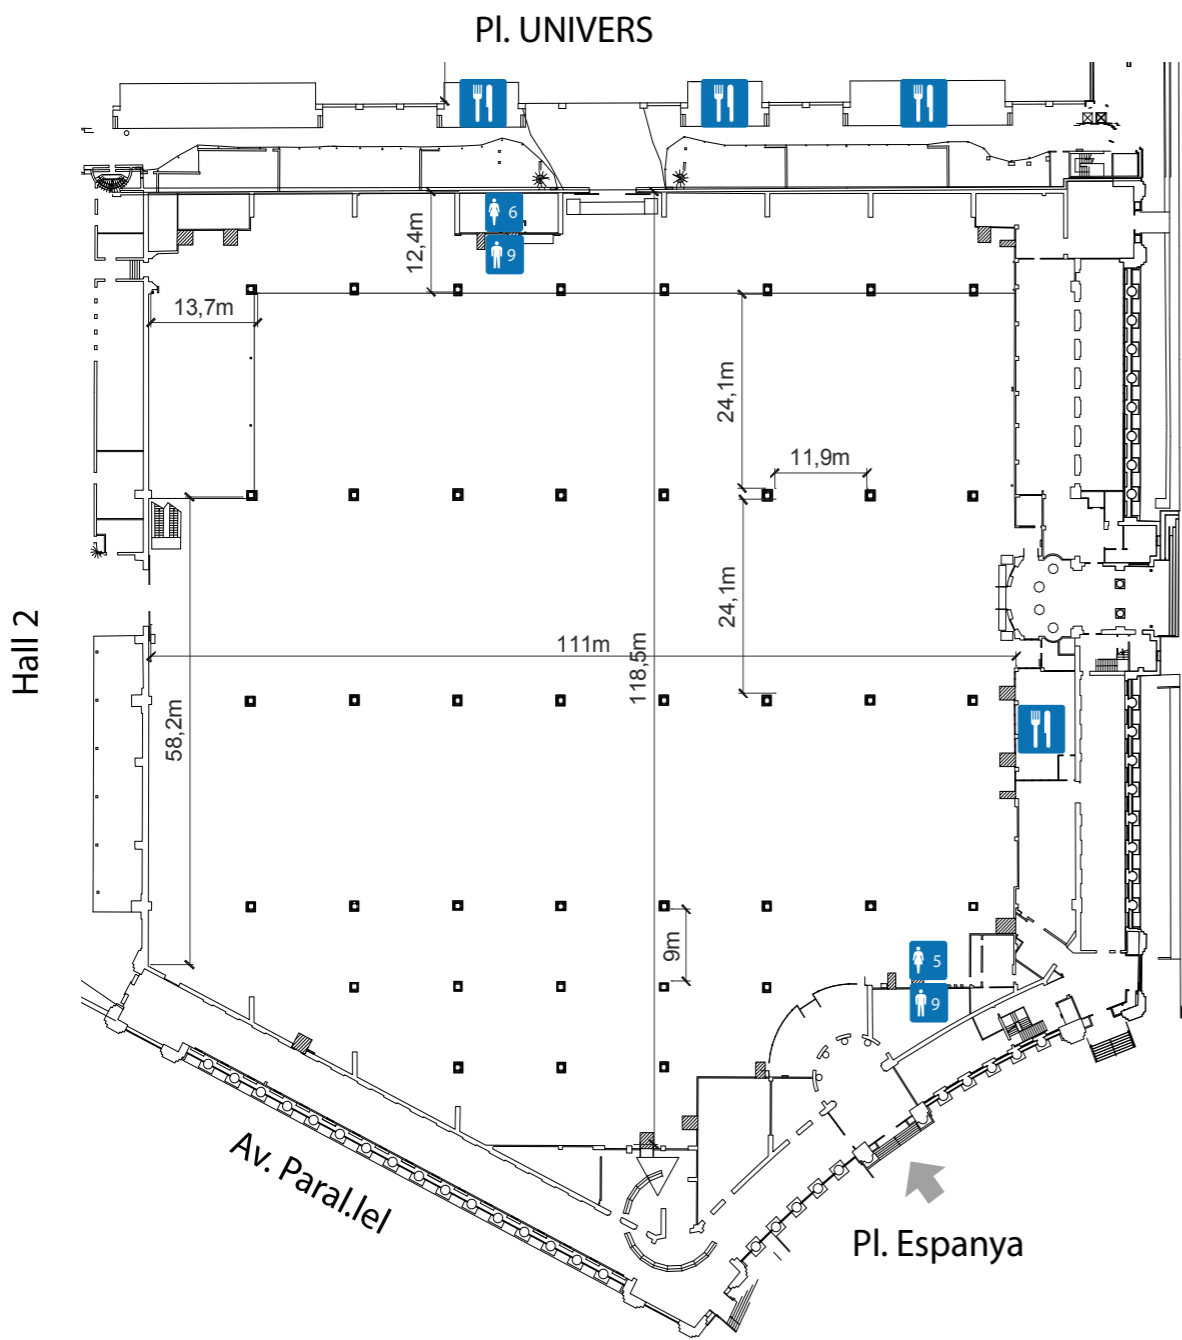 Pl. UNIVERS
6
9
12,4m
13,7m
24,1m
11,9m
24,1m
Hall 2
111m
118,5m
58,2m
9m
5
9
Av. Paral.lel
Pl. Espanya